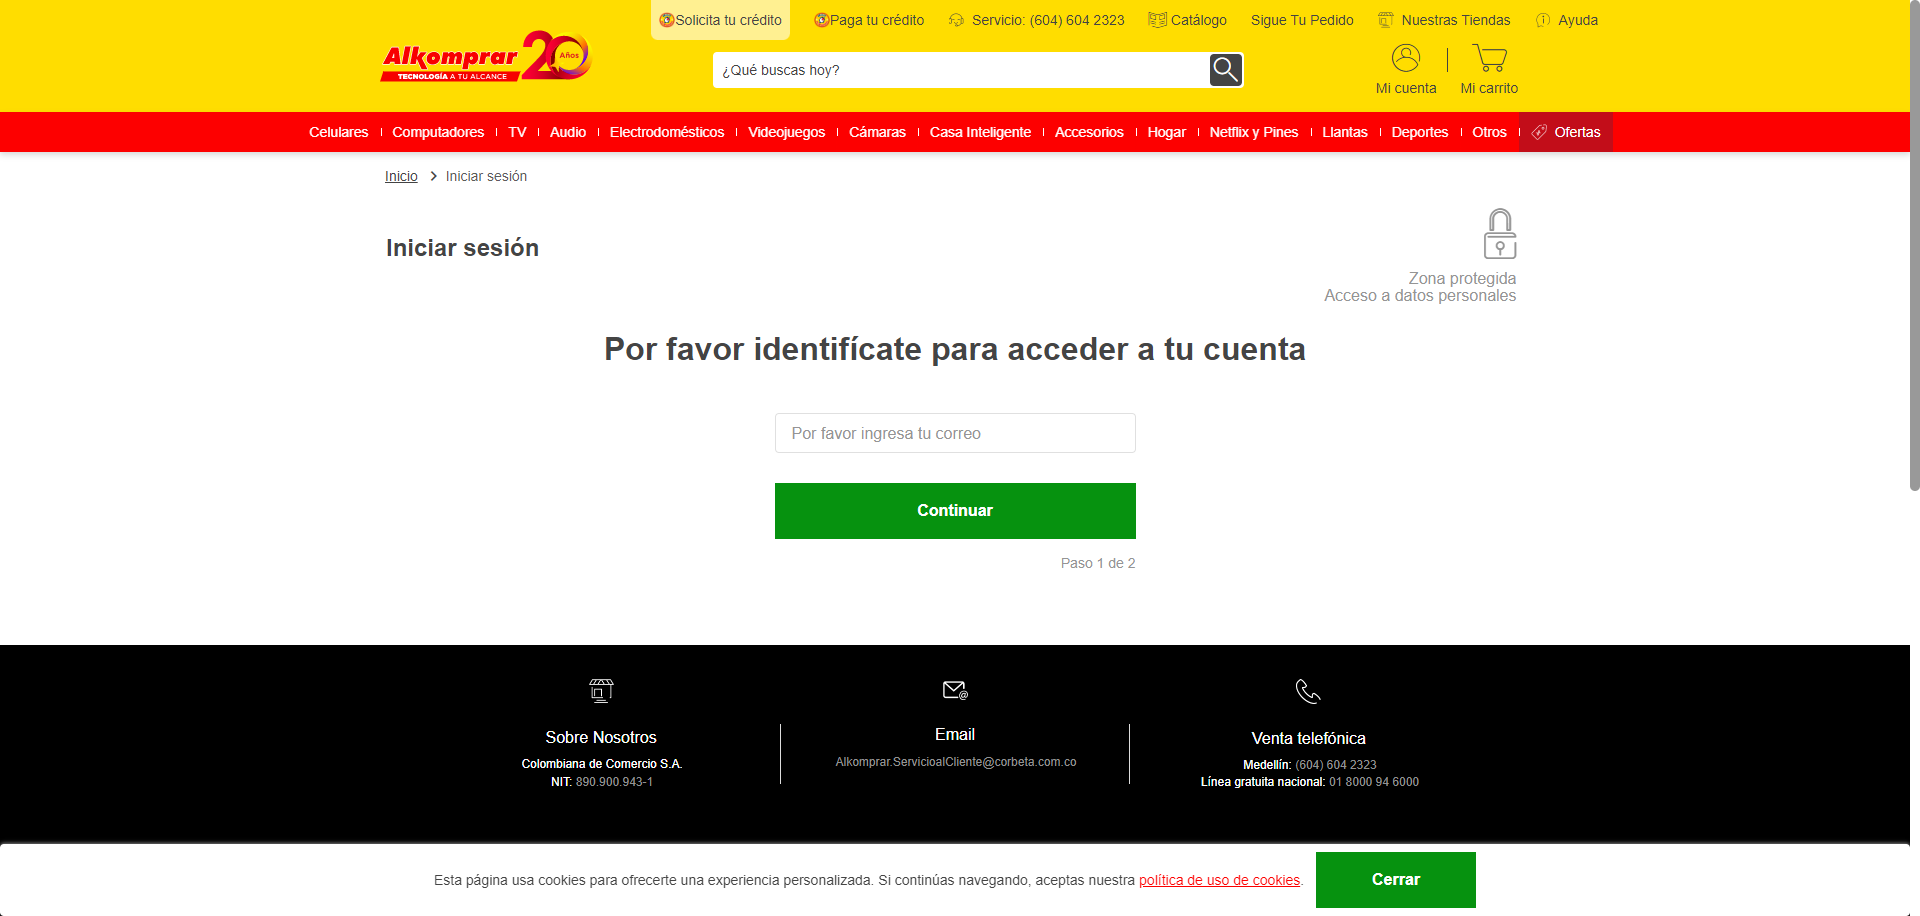 Solicita tu crédito
Paga tu crédito
Servicio: (604) 604 2323
Catálogo
Sigue Tu Pedido
Nuestras Tiendas
Ayuda
Alkomprar 20 Años
TECNOLOGÍA A TU ALCANCE
¿Qué buscas hoy?
Mi cuenta
Mi carrito
Celulares
Computadores
TV
Audio
Electrodomésticos
Videojuegos
Cámaras
Casa Inteligente
Accesorios
Hogar
Netflix y Pines
Llantas
Deportes
Otros
Ofertas
Inicio
Iniciar sesión
Iniciar sesión
Zona protegida
Acceso a datos personales
Por favor identifícate para acceder a tu cuenta
Por favor ingresa tu correo
Continuar
Paso 1 de 2
Sobre Nosotros
Colombiana de Comercio S.A.
NIT: 890.900.943-1
Email
Alkomprar.ServicioalCliente@corbeta.com.co
Venta telefónica
Medellín: (604) 604 2323
Línea gratuita nacional: 01 8000 94 6000
Esta página usa cookies para ofrecerte una experiencia personalizada. Si continúas navegando, aceptas nuestra política de uso de cookies.
Cerrar